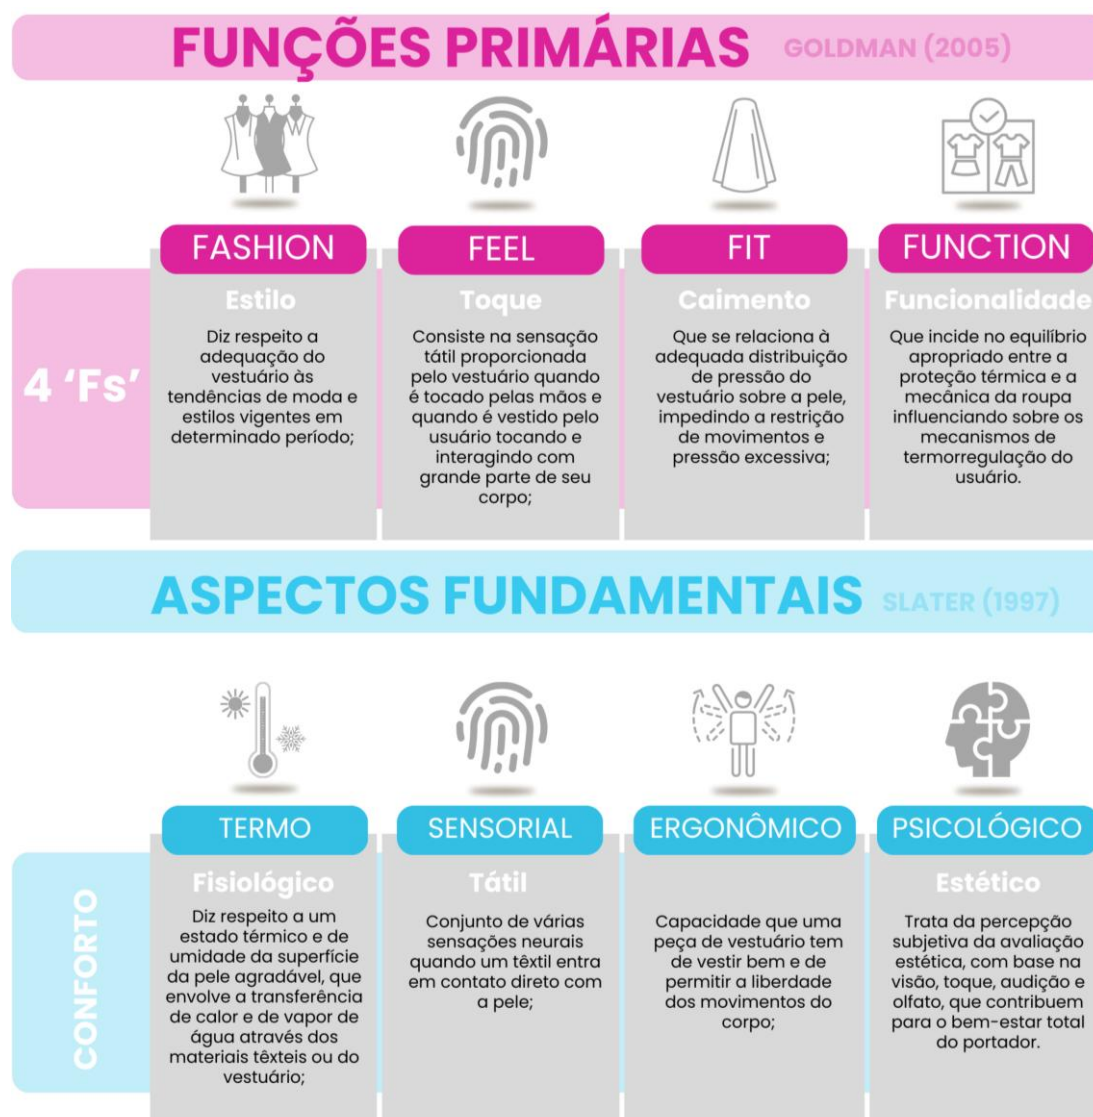 FUNÇÕES PRIMÁRIAS GOLDMAN (2005)
4 'Fs'
FASHION
Estilo
Diz respeito a
adequação do
vestuário às
tendências de moda e
estilos vigentes em
determinado período;
FEEL
Toque
Consiste na sensação
tátil proporcionada
pelo vestuário quando
é tocado pelas mãos e
quando é vestido pelo
usuário tocando e
interagindo com
grande parte de seu
corpo;
FIT
Caimento
Que se relaciona à
adequada distribuição
de pressão do
vestuário sobre a pele,
impedindo a restrição
de movimentos e
pressão excessiva;
FUNCTION
Funcionalidade
Que incide no equilíbrio
apropriado entre a
proteção térmica e a
mecânica da roupa
influenciando sobre os
mecanismos de
termorregulação do
usuário.
ASPECTOS FUNDAMENTAIS SLATER (1997)
CONFORTO
TERMO
Fisiológico
Diz respeito a um
estado térmico e de
umidade da superfície
da pele agradável, que
envolve a transferência
de calor e de vapor de
água através dos
materiais têxteis ou do
vestuário;
SENSORIAL
Tátil
Conjunto de várias
sensações neurais
quando um têxtil entra
em contato direto com
a pele;
ERGONÔMICO
Capacidade que uma
peça de vestuário tem
de vestir bem e de
permitir a liberdade
dos movimentos do
corpo;
PSICOLÓGICO
Estético
Trata da percepção
subjetiva da avaliação
estética, com base na
visão, toque, audição e
olfato, que contribuem
para o bem-estar total
do portador.